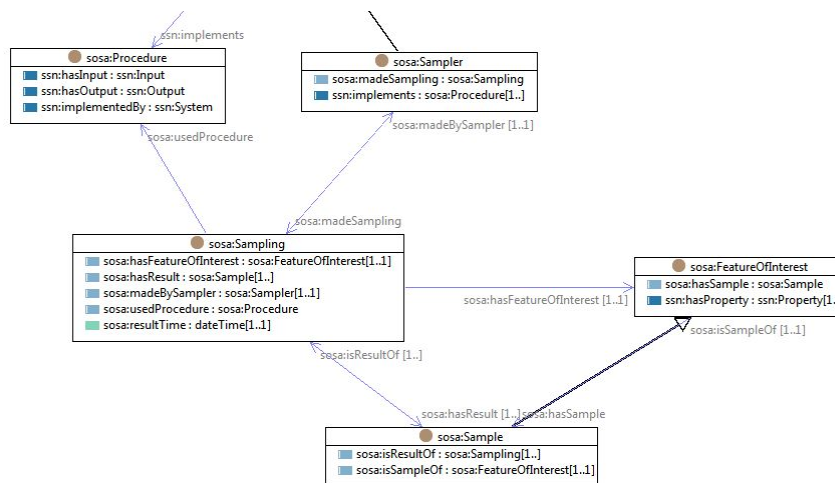 ssn:implements
sosa:Procedure
ssn:hasInput : ssn:Input
ssn:hasOutput : ssn:Output
ssn:implementedBy : ssn:System
sosa:Sampler
sosa:madeSampling : sosa:Sampling
ssn:implements : sosa:Procedure[1..]
sosa:usedProcedure
sosa:madeBySampler [1..1]
sosa:madeSampling
sosa:Sampling
sosa:hasFeatureOfInterest : sosa:FeatureOfInterest[1..1]
sosa:hasResult : sosa:Sample[1..]
sosa:madeBySampler : sosa:Sampler[1..1]
sosa:usedProcedure : sosa:Procedure
sosa:resultTime : dateTime[1..1]
sosa:FeatureOfInterest
sosa:hasSample : sosa:Sample
ssn:hasProperty : ssn:Property[1..
sosa:hasFeatureOfInterest [1..1]
sosa:isSampleOf [1..1]
sosa:isResultOf [1..]
sosa:hasResult [1..]
sosa:hasSample
sosa:Sample
sosa:isResultOf : sosa:Sampling[1..]
sosa:isSampleOf : sosa:FeatureOfInterest[1..1]